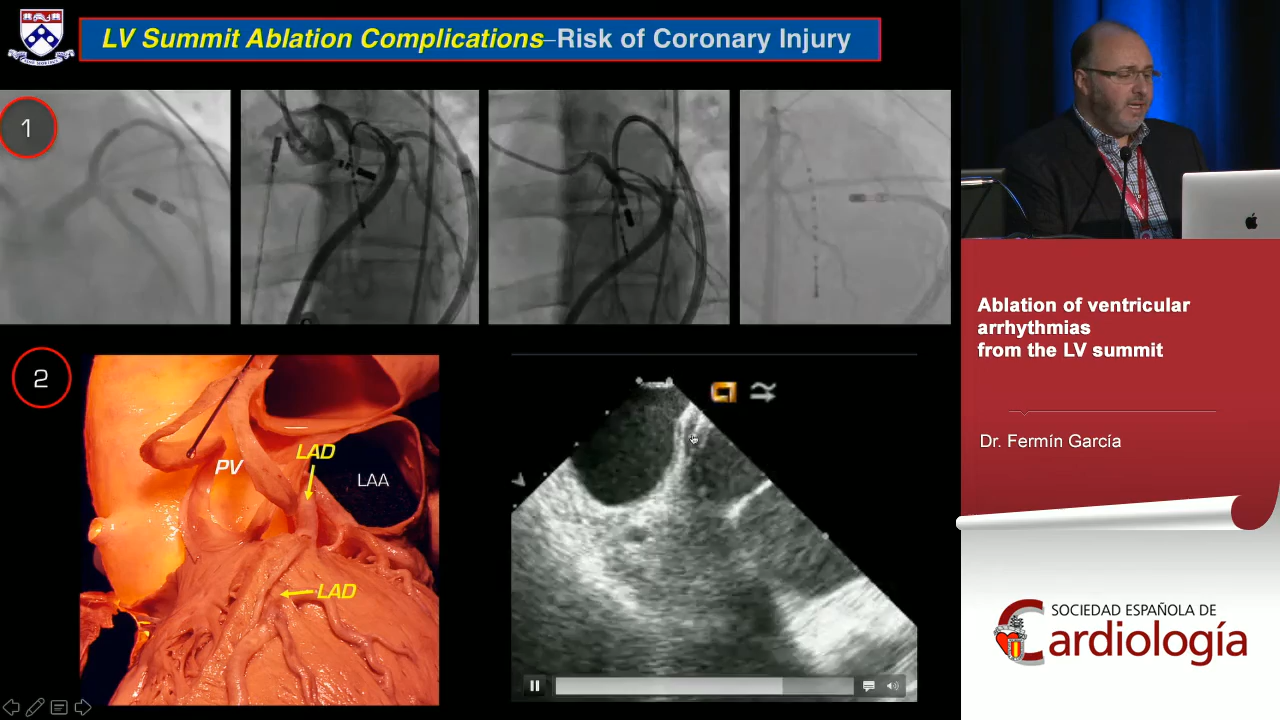 LV Summit Ablation Complications–Risk of Coronary Injury
1
2
PV
LAD
LAA
LAD
Ablation of ventricular
arrhythmias
from the LV summit
Dr. Fermín García
SOCIEDAD ESPAÑOLA DE
Cardiología